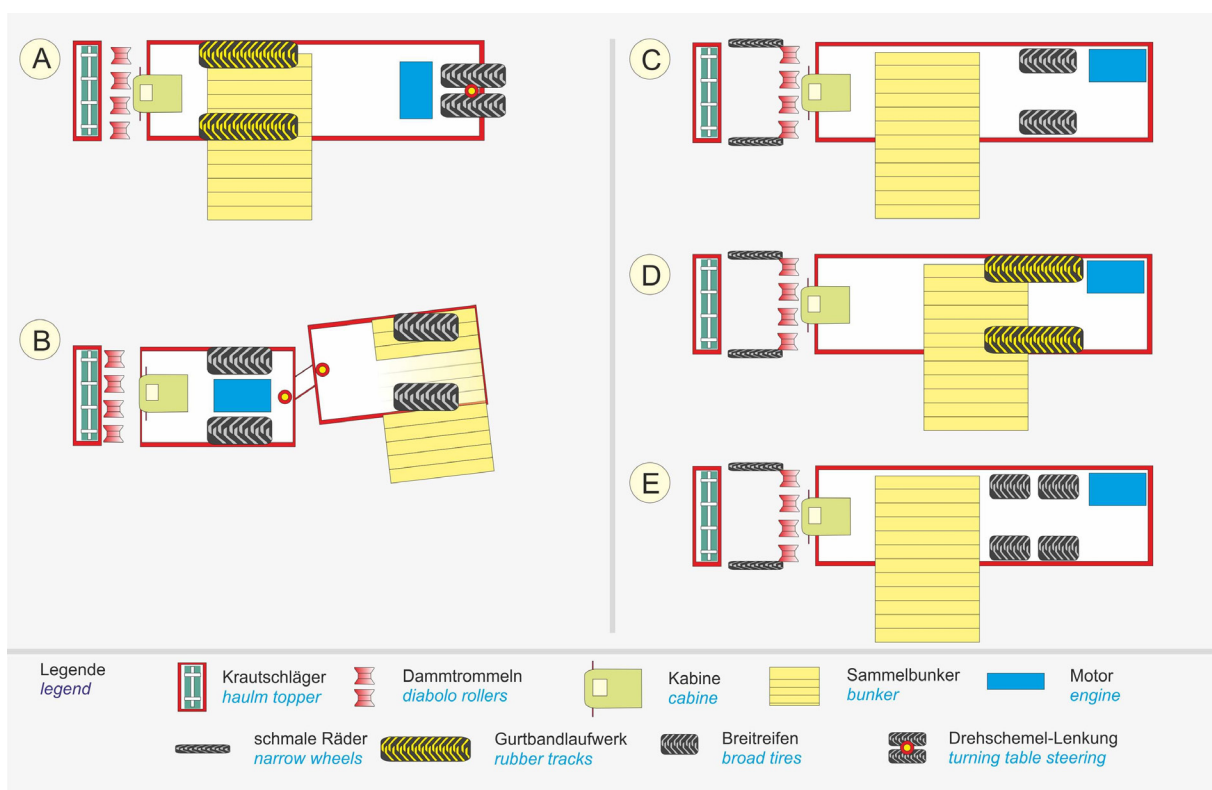 A
B
C
D
E
Legende
legend
Krautschläger
haulm topper
Dammtrommeln
diabolo rollers
Kabine
cabine
Sammelbunker
bunker
Motor
engine
schmale Räder
narrow wheels
Gurtbandlaufwerk
rubber tracks
Breitreifen
broad tires
Drehschemel-Lenkung
turning table steering